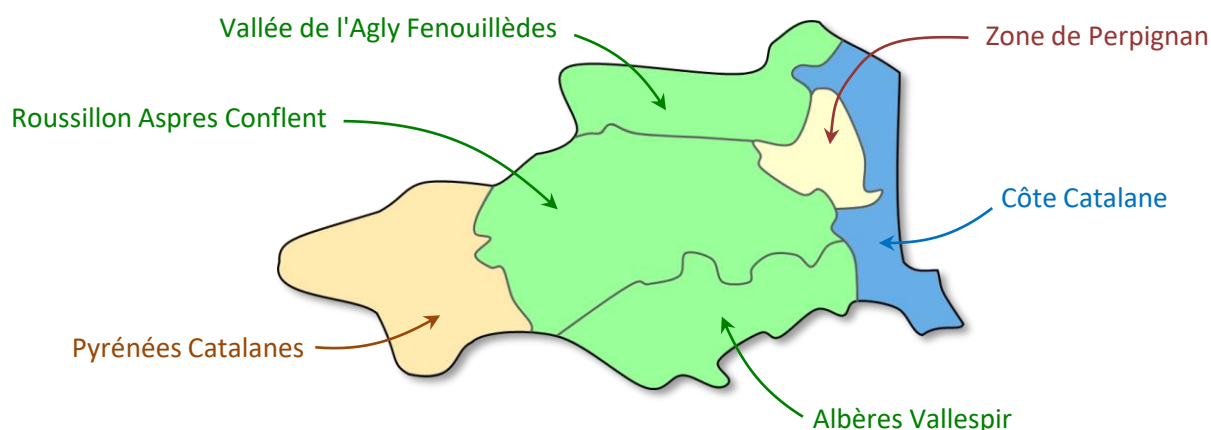 Vallée de l'Agly Fenouillèdes
Zone de Perpignan
Roussillon Aspres Conflent
Côte Catalane
Pyrénées Catalanes
Albères Vallespir